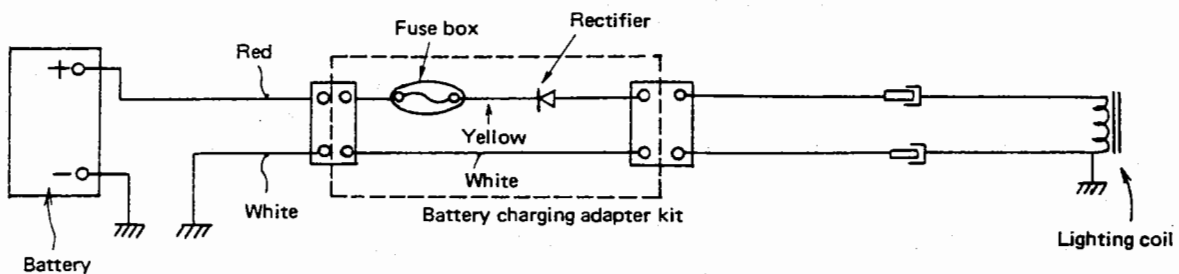 Rectifier
Fuse box
Red
+
Yellow
White
-
White
Battery charging adapter kit
Lighting coil
Battery